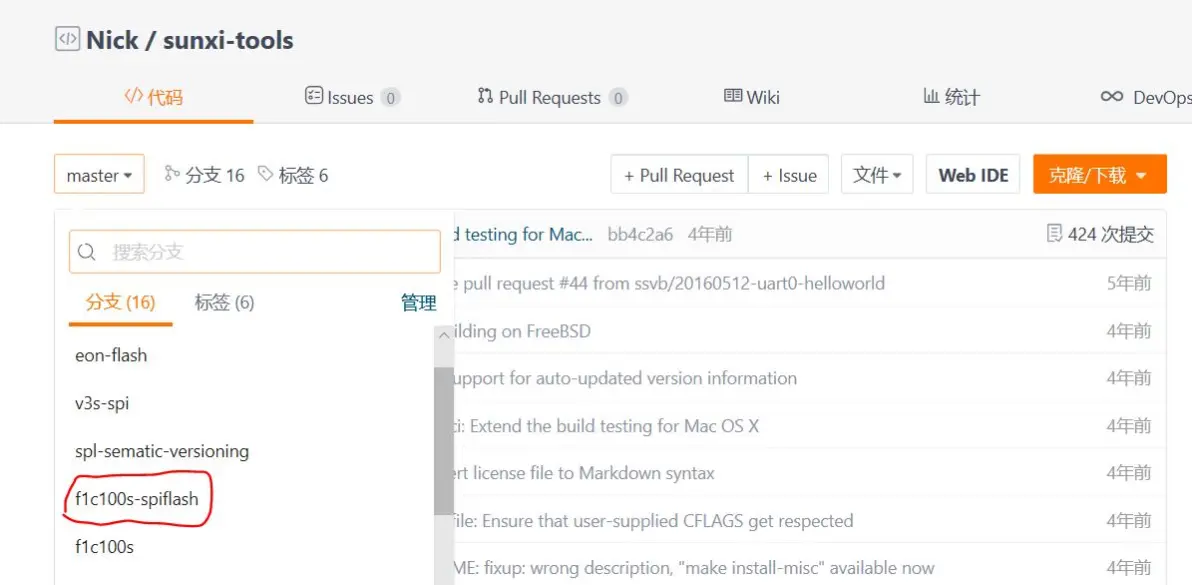 Nick / sunxi-tools
代码
Issues 0
Pull Requests 0
Wiki
统计
DevOps
master
分支 16
标签 6
+ Pull Request
+ Issue
文件
Web IDE
克隆/下载
搜索分支
分支 (16)
标签 (6)
管理
eon-flash
v3s-spi
spl-sematic-versioning
f1c100s-spiflash
f1c100s
d testing for Mac... bb4c2a6 4年前
424 次提交
e pull request #44 from ssvb/20160512-uart0-helloworld 5年前
ilding on FreeBSD 4年前
upport for auto-updated version information 4年前
ci: Extend the build testing for Mac OS X 4年前
ert license file to Markdown syntax 4年前
file: Ensure that user-supplied CFLAGS get respected 4年前
ME: fixup: wrong description, "make install-misc" available now 4年前